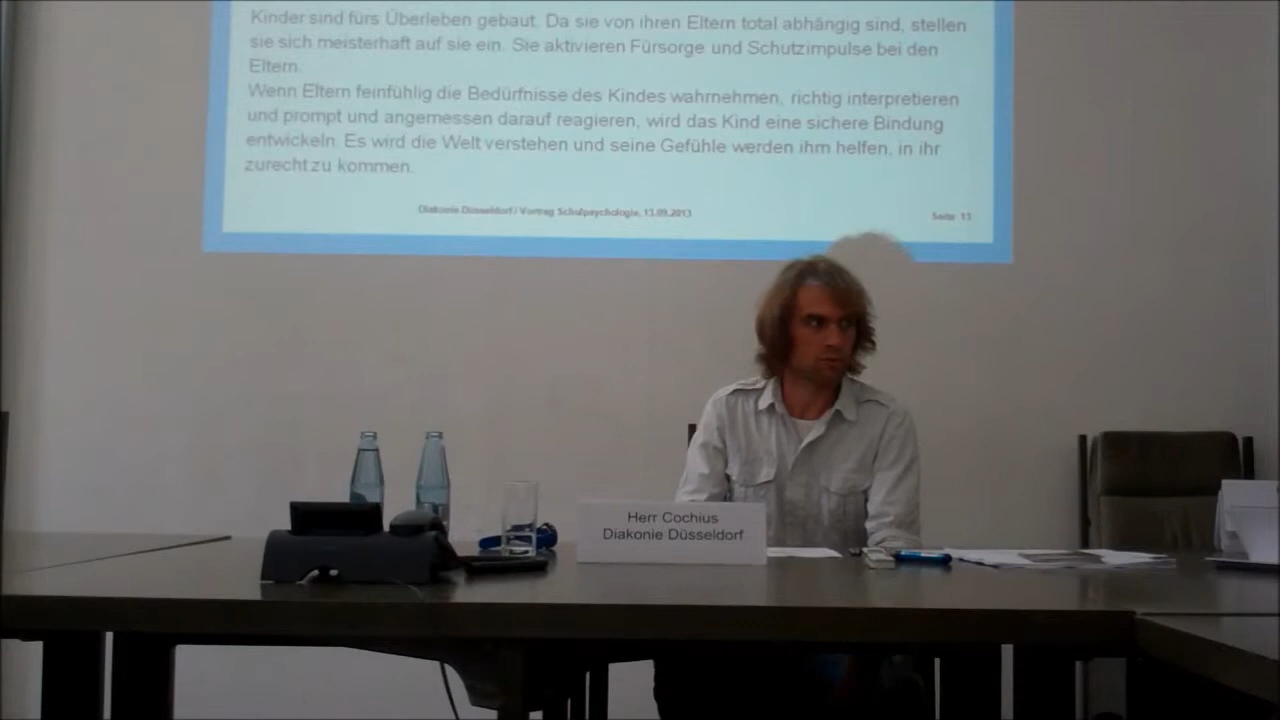 Kinder sind fürs Überleben gebaut. Da sie von ihren Eltern total abhängig sind, stellen
sie sich meisterhaft auf sie ein. Sie aktivieren Fürsorge und Schutzimpulse bei den
Eltern.
Wenn Eltern feinfühlig die Bedürfnisse des Kindes wahrnehmen, richtig interpretieren
und prompt und angemessen darauf reagieren, wird das Kind eine sichere Bindung
entwickeln. Es wird die Welt verstehen und seine Gefühle werden ihm helfen, in ihr
zurecht zu kommen.
Diakonie Düsseldorf / Vortrag Schulpsychologie, 13.09.2013
Seite 13
Herr Cochius
Diakonie Düsseldorf